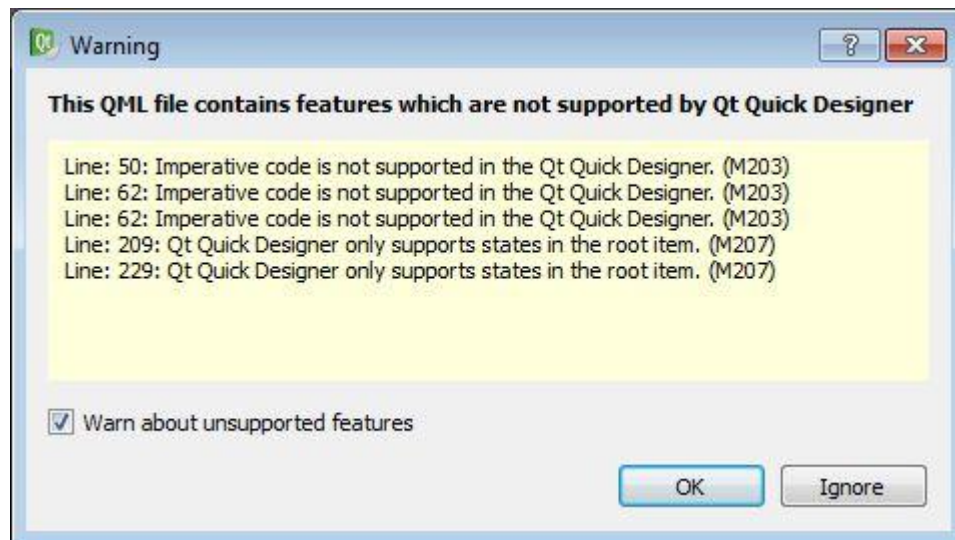 Qt Warning ?
This QML file contains features which are not supported by Qt Quick Designer
Line: 50: Imperative code is not supported in the Qt Quick Designer. (M203)
Line: 62: Imperative code is not supported in the Qt Quick Designer. (M203)
Line: 62: Imperative code is not supported in the Qt Quick Designer. (M203)
Line: 209: Qt Quick Designer only supports states in the root item. (M207)
Line: 229: Qt Quick Designer only supports states in the root item. (M207)
Warn about unsupported features
OK Ignore